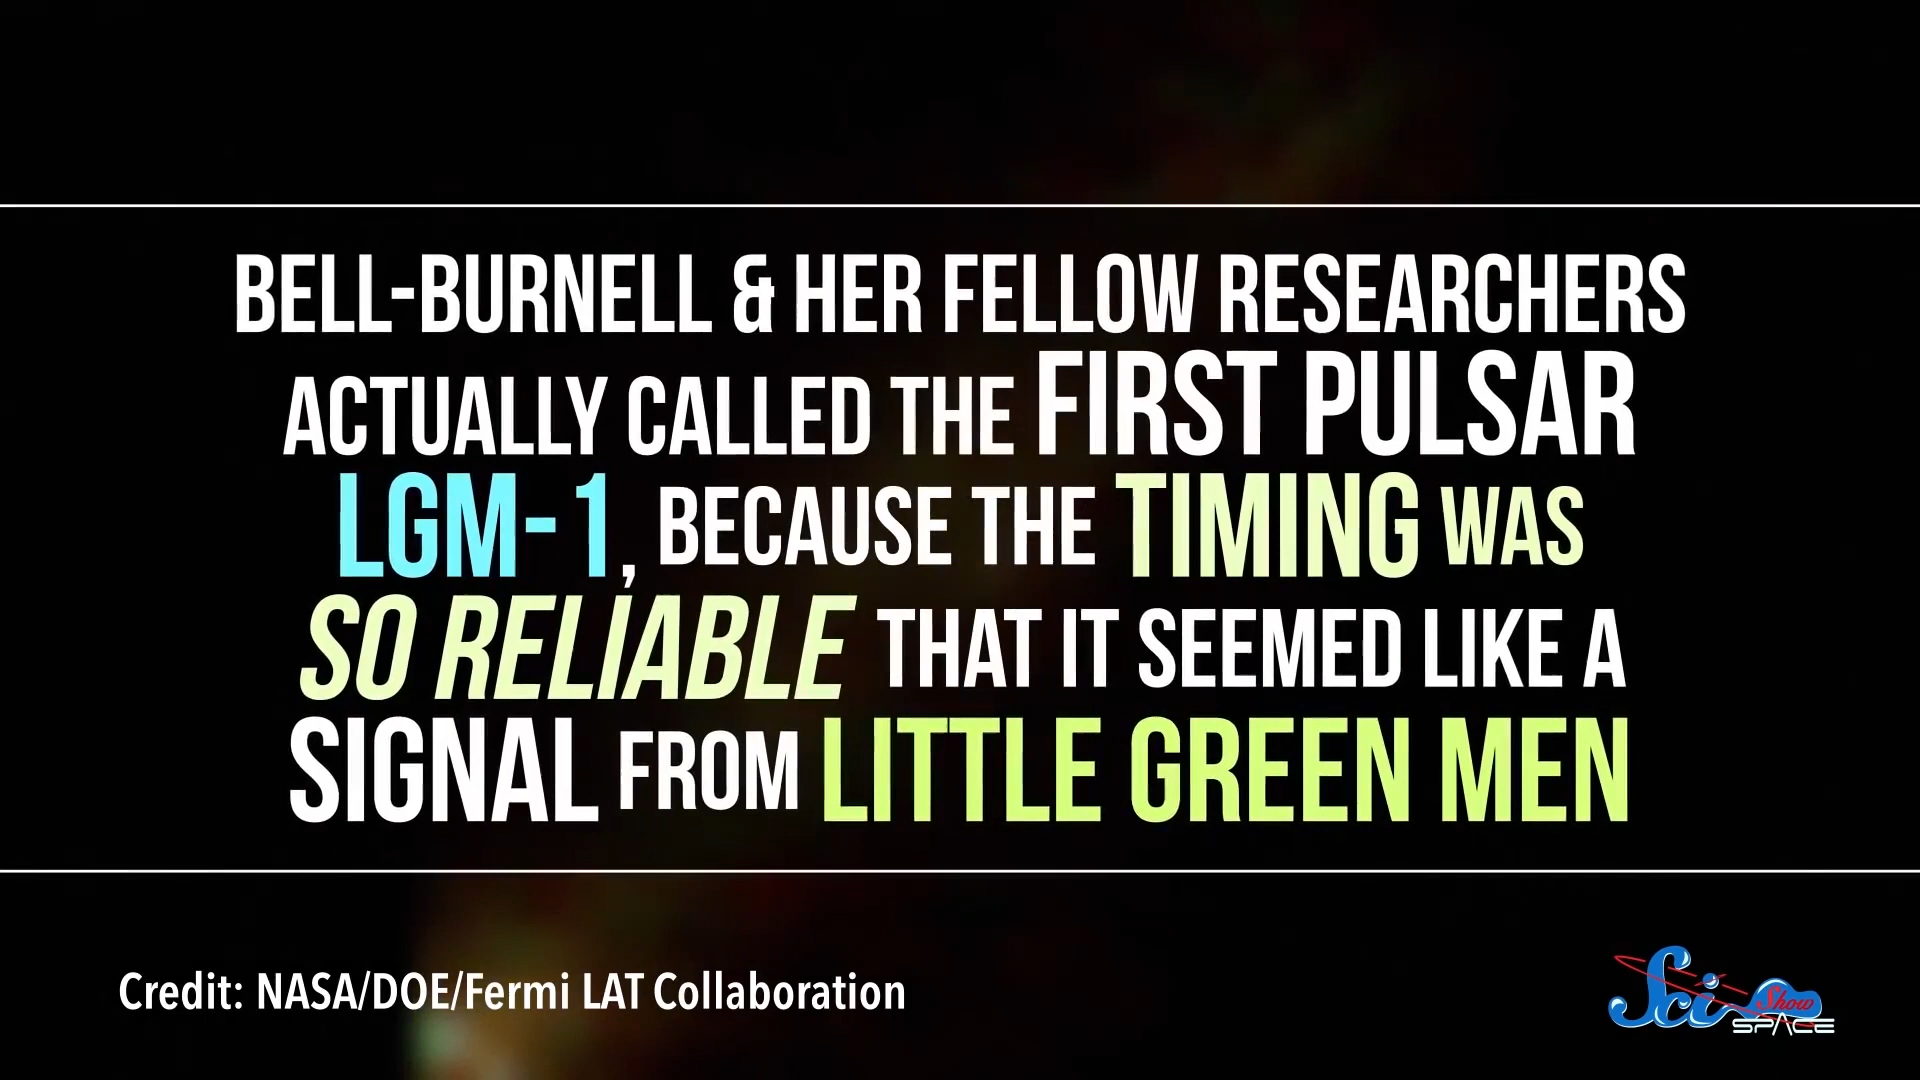 BELL-BURNELL & HER FELLOW RESEARCHERS
ACTUALLY CALLED THE FIRST PULSAR
LGM-1, BECAUSE THE TIMING WAS
SO RELIABLE THAT IT SEEMED LIKE A
SIGNAL FROM LITTLE GREEN MEN
Credit: NASA/DOE/Fermi LAT Collaboration
Sci Show
SPACE